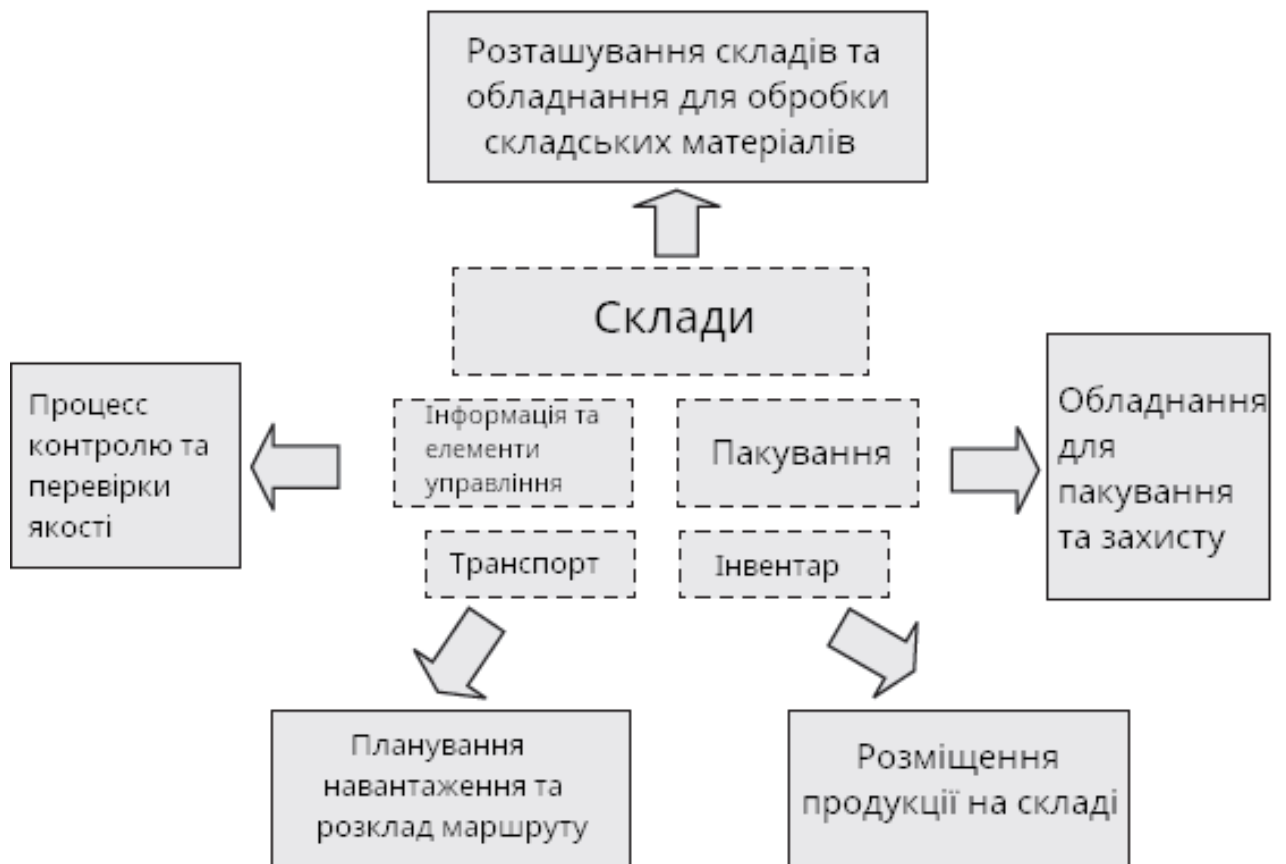 Розташування складів та
обладнання для обробки
складських матеріалів
Склади
Процесс
контролю та
перевірки
якості
Інформація та
елементи
управління
Пакування
Обладнання
для
пакування
та захисту
Транспорт
Інвентар
Планування
навантаження та
розклад маршруту
Розміщення
продукції на складі